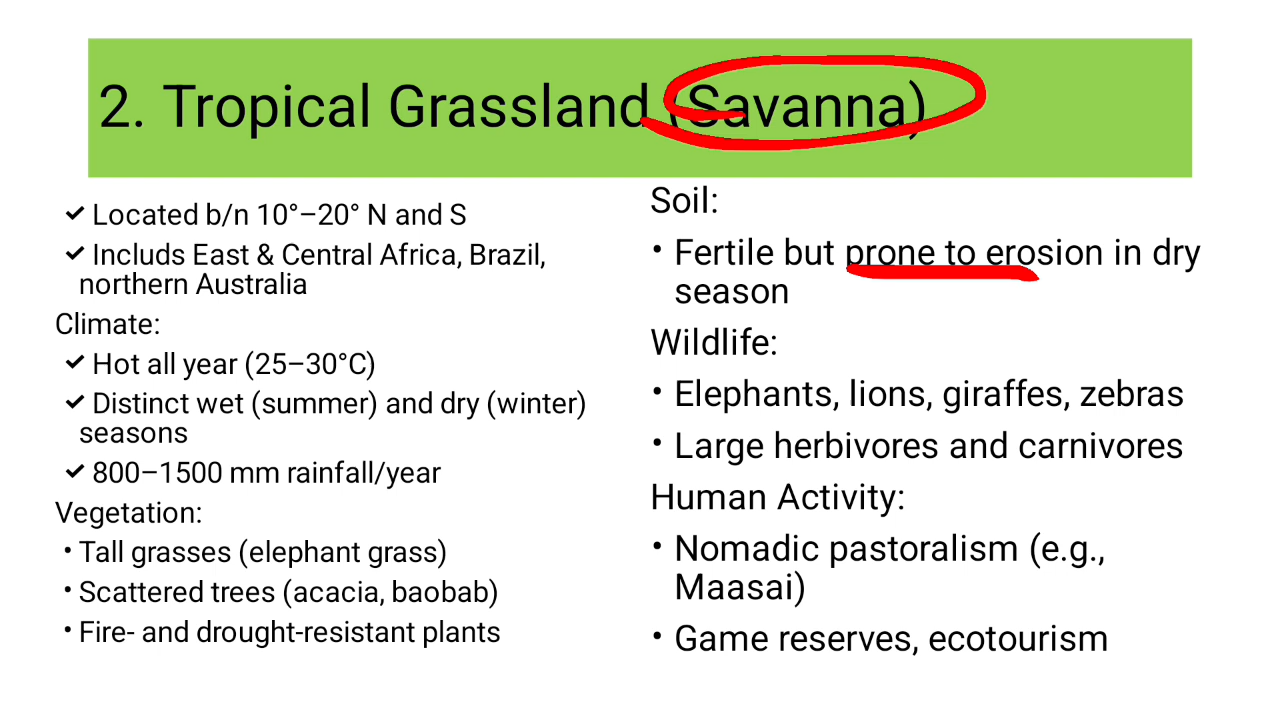 2. Tropical Grassland (Savanna)
✓ Located b/n 10°–20° N and S
✓ Includs East & Central Africa, Brazil,
northern Australia
Climate:
✓ Hot all year (25–30°C)
✓ Distinct wet (summer) and dry (winter)
seasons
✓ 800–1500 mm rainfall/year
Vegetation:
• Tall grasses (elephant grass)
• Scattered trees (acacia, baobab)
• Fire- and drought-resistant plants
Soil:
• Fertile but prone to erosion in dry
season
Wildlife:
• Elephants, lions, giraffes, zebras
• Large herbivores and carnivores
Human Activity:
• Nomadic pastoralism (e.g.,
Maasai)
• Game reserves, ecotourism